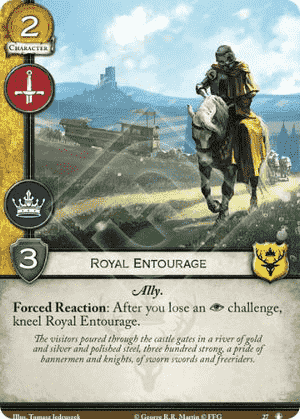 2
CHARACTER
3
ROYAL ENTOURAGE
Ally.
Forced Reaction: After you lose an challenge,
kneel Royal Entourage.
The visitors poured through the castle gates in a river of gold
and silver and polished steel, three hundred strong, a pride of
bannermen and knights, of sworn swords and freeriders.
Illus. Tomasz Jedruszek © George R.R. Martin © FFG 27